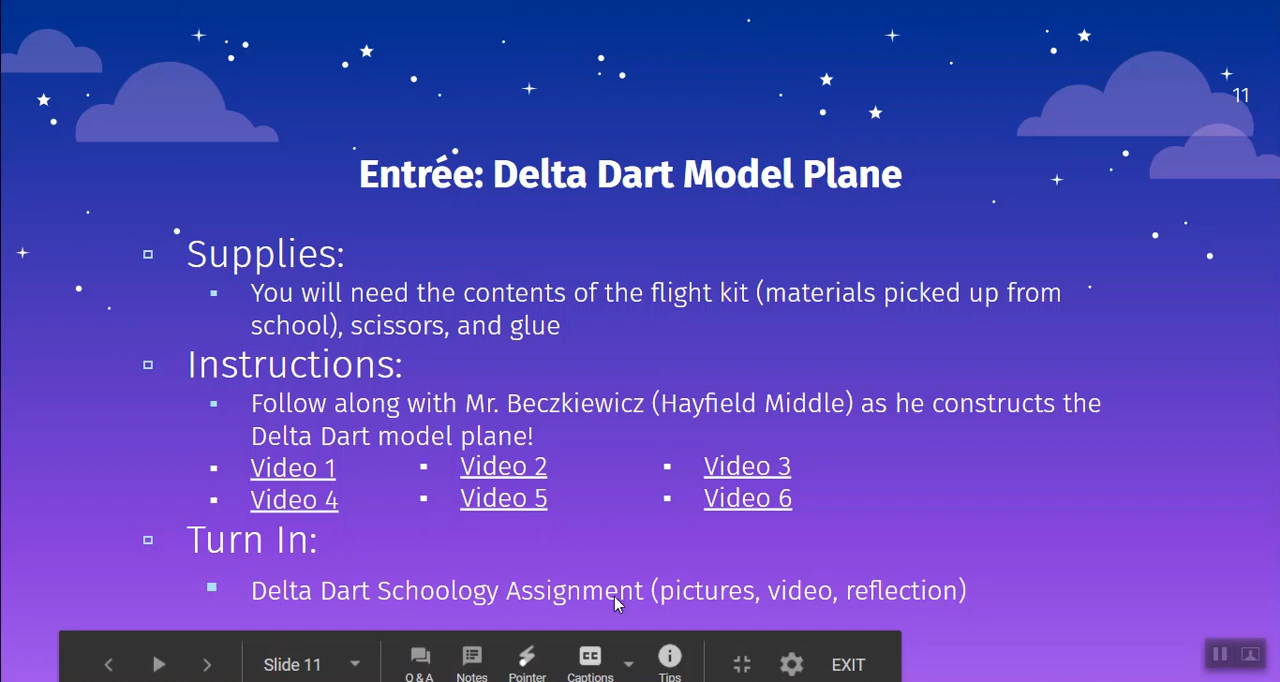 11
Entrée: Delta Dart Model Plane
Supplies:
You will need the contents of the flight kit (materials picked up from
school), scissors, and glue
Instructions:
Follow along with Mr. Beczkiewicz (Hayfield Middle) as he constructs the
Delta Dart model plane!
Video 1 Video 2 Video 3
Video 4 Video 5 Video 6
Turn In:
Delta Dart Schoology Assignment (pictures, video, reflection)
Slide 11 Q & A Notes Pointer CC Captions Tips EXIT